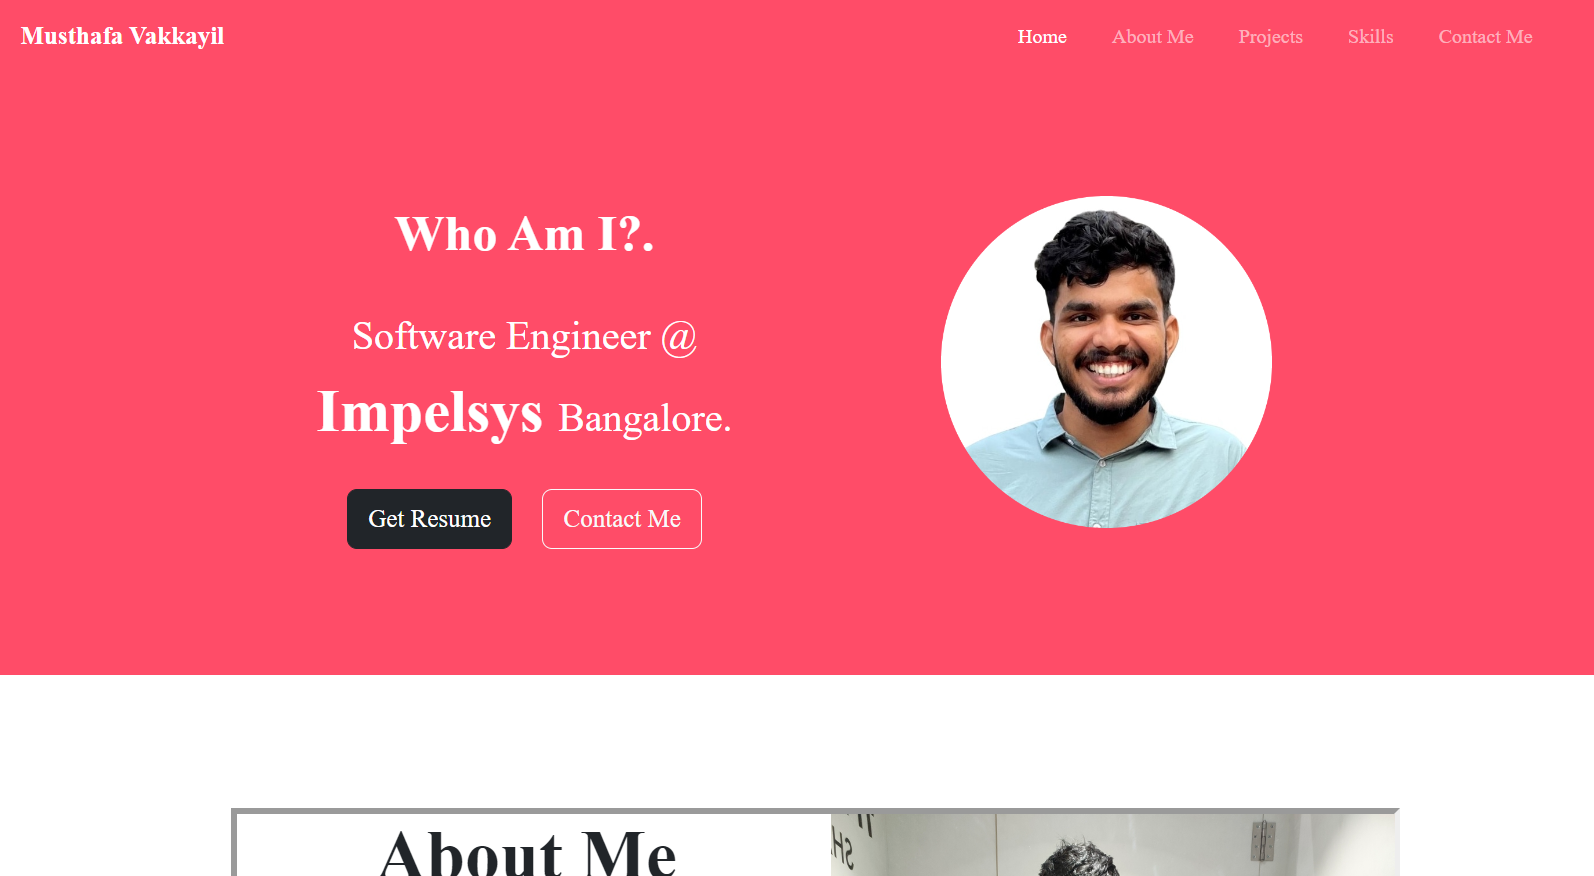 Musthafa Vakkayil
Home About Me Projects Skills Contact Me
Who Am I?.
Software Engineer @
Impelsys Bangalore.
Get Resume Contact Me
About Me